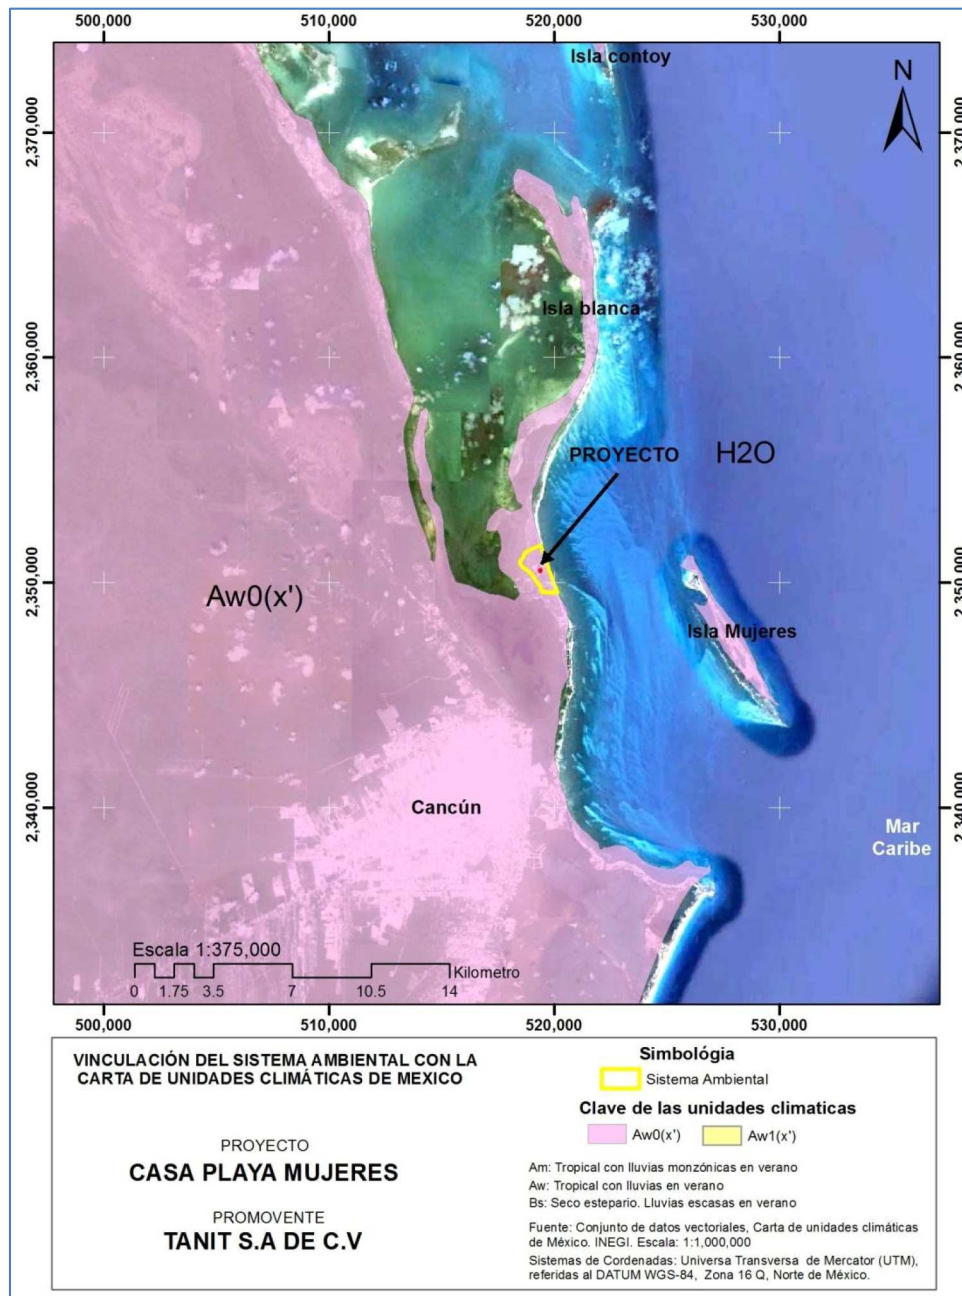 500,000
510,000
520,000
530,000
Isla contoy
N
2,370,000
2,370,000
Isla blanca
2,360,000
2,360,000
PROYECTO
H2O
2,350,000
2,350,000
Aw0(x')
Isla Mujeres
Cancún
2,340,000
2,340,000
Mar
Caribe
Escala 1:375,000
Kilometro
0 1.75 3.5 7 10.5 14
500,000
510,000
520,000
530,000
VINCULACIÓN DEL SISTEMA AMBIENTAL CON LA
CARTA DE UNIDADES CLIMÁTICAS DE MEXICO
PROYECTO
CASA PLAYA MUJERES
PROMOVENTE
TANIT S.A DE C.V
Simbológia
Sistema Ambiental
Clave de las unidades climaticas
Aw0(x')
Aw1(x')
Am: Tropical con lluvias monzónicas en verano
Aw: Tropical con lluvias en verano
Bs: Seco estepario. Lluvias escasas en verano
Fuente: Conjunto de datos vectoriales, Carta de unidades climáticas
de México. INEGI. Escala: 1:1,000,000
Sistemas de Cordenadas: Universa Transversa de Mercator (UTM),
referidas al DATUM WGS-84, Zona 16 Q, Norte de México.